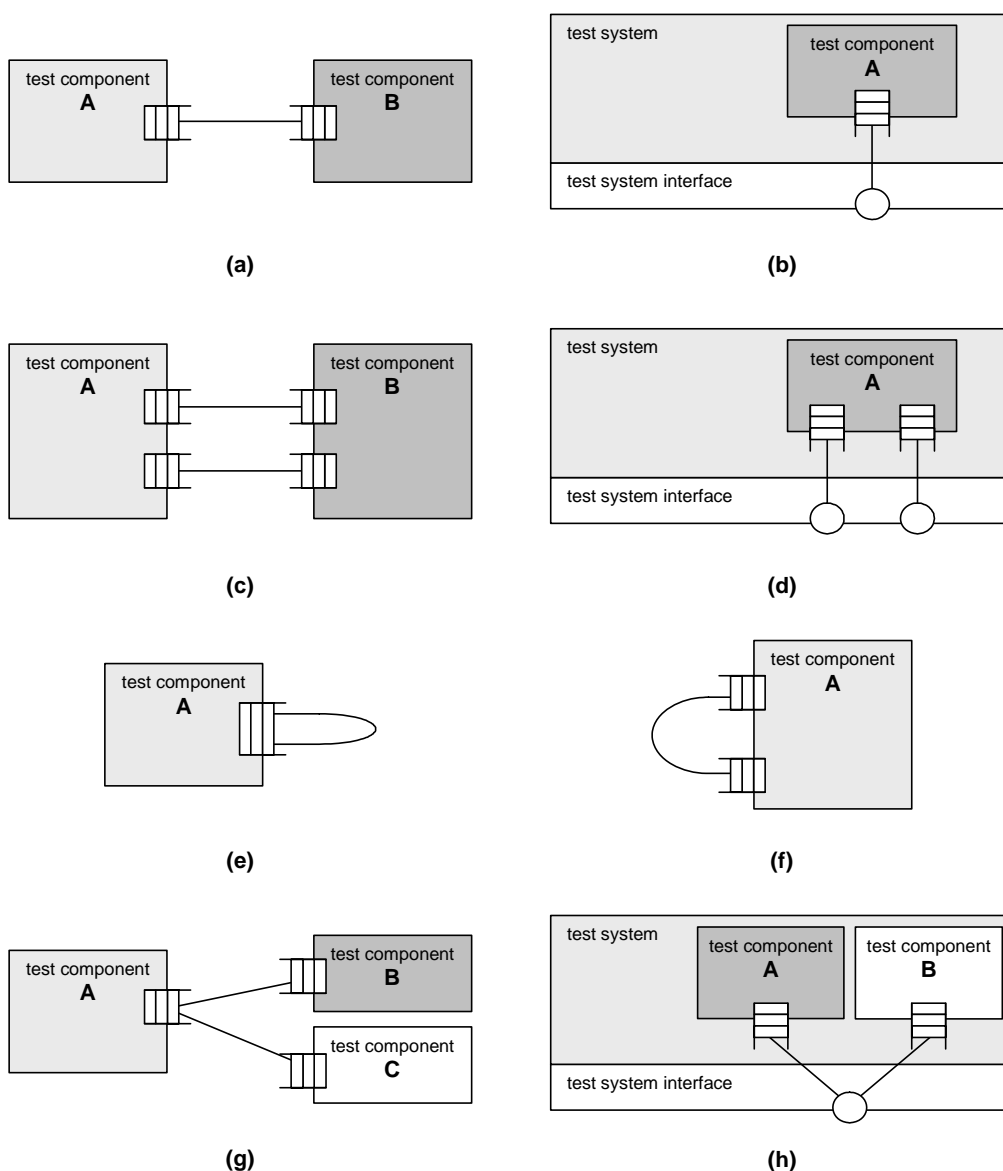 test component
A
test component
B
(a)
test system
test component
A
test system interface
(b)
test component
A
test component
B
(c)
test system
test component
A
test system interface
(d)
test component
A
(e)
test component
A
(f)
test component
A
test component
B
test component
C
(g)
test system
test component
A
test component
B
test system interface
(h)